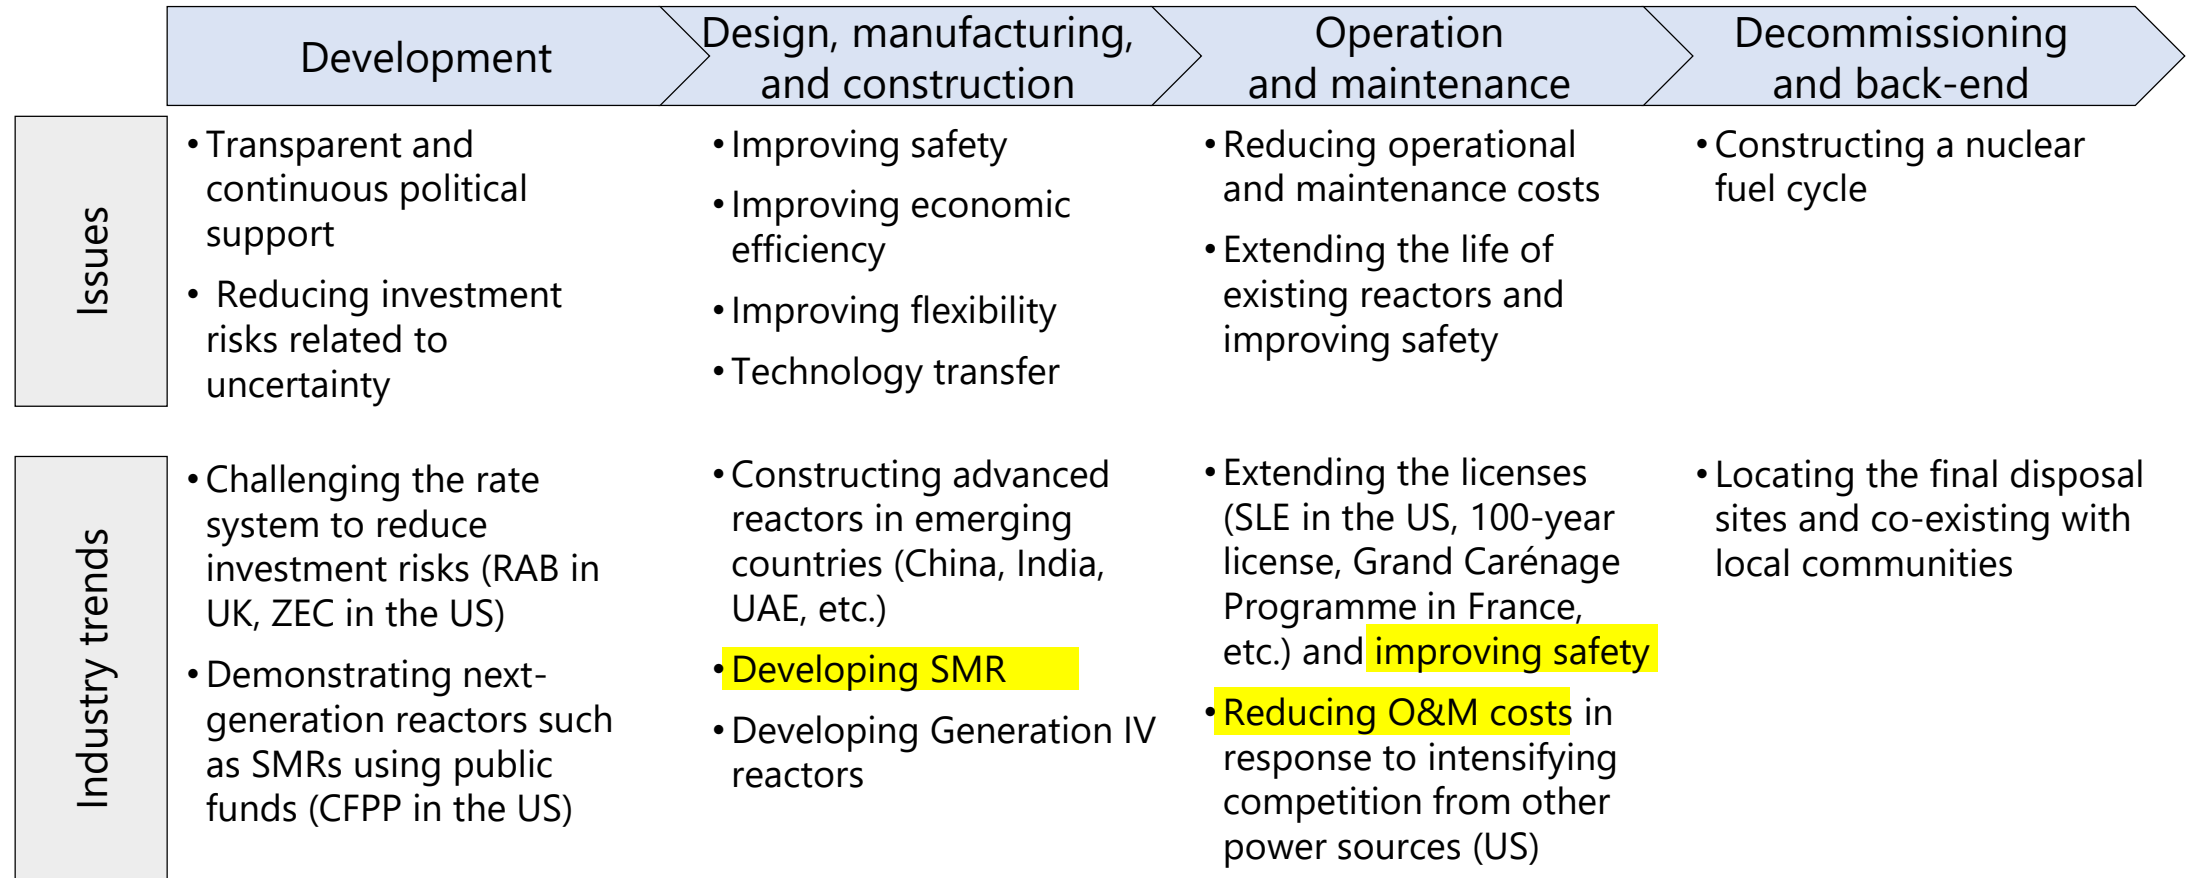 Development
Design, manufacturing,
and construction
Operation
and maintenance
Decommissioning
and back-end
Issues
• Transparent and
continuous political
support
• Reducing investment
risks related to
uncertainty
• Improving safety
• Improving economic
efficiency
• Improving flexibility
• Technology transfer
• Reducing operational
and maintenance costs
• Extending the life of
existing reactors and
improving safety
• Constructing a nuclear
fuel cycle
Industry trends
• Challenging the rate
system to reduce
investment risks (RAB in
UK, ZEC in the US)
• Demonstrating next-
generation reactors such
as SMRs using public
funds (CFPP in the US)
• Constructing advanced
reactors in emerging
countries (China, India,
UAE, etc.)
• Developing SMR
• Developing Generation IV
reactors
• Extending the licenses
(SLE in the US, 100-year
license, Grand Carénage
Programme in France,
etc.) and improving safety
• Reducing O&M costs in
response to intensifying
competition from other
power sources (US)
• Locating the final disposal
sites and co-existing with
local communities